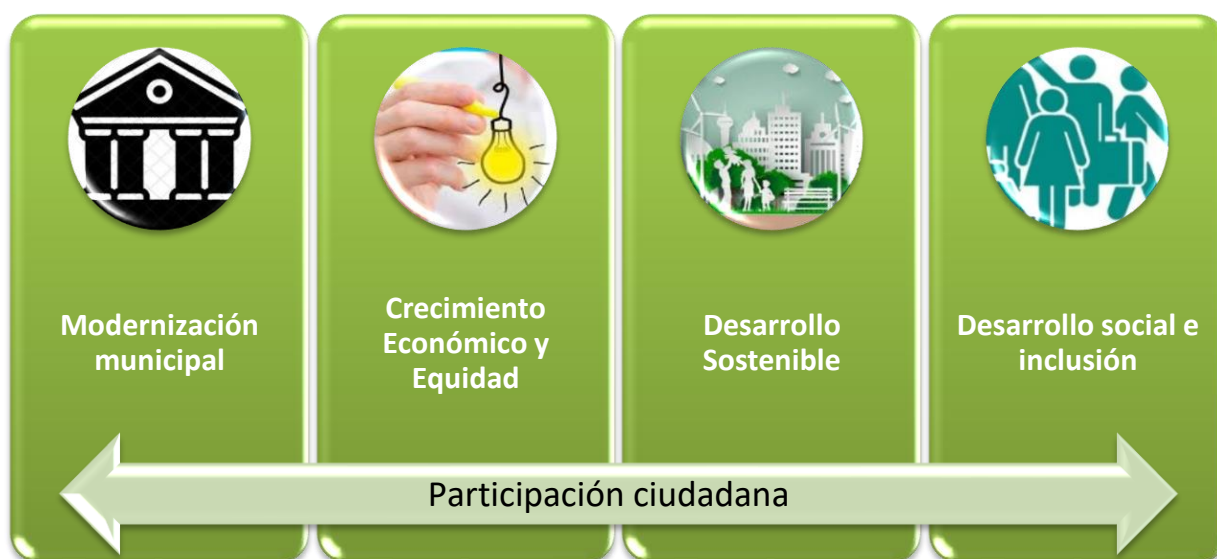 Modernización
municipal
Crecimiento
Económico y
Equidad
Desarrollo
Sostenible
Desarrollo social e
inclusión
Participación ciudadana